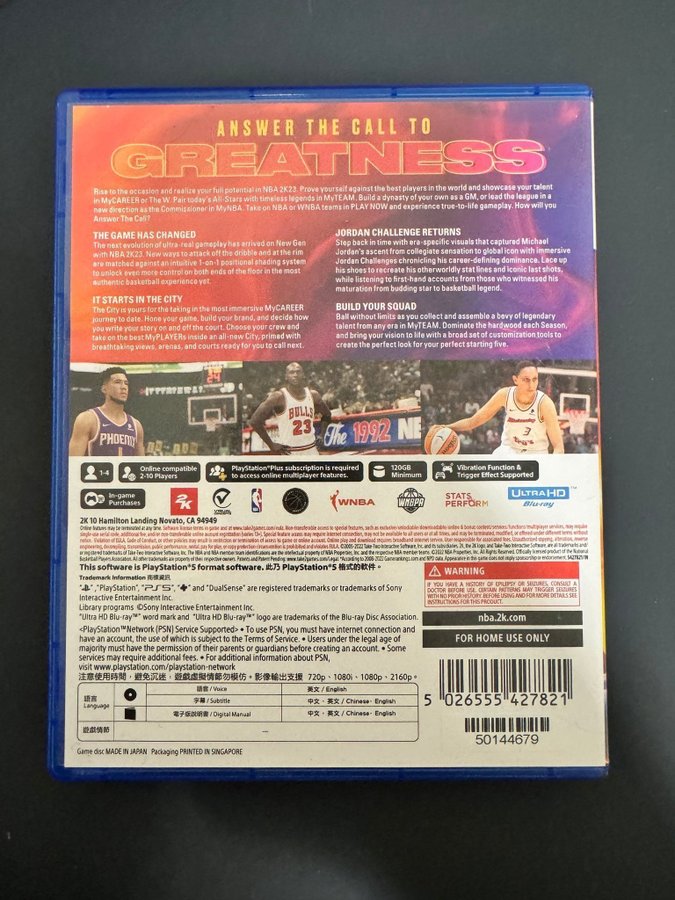 ANSWER THE CALL TO
GREATNESS
Rise to the occasion and realize your full potential in NBA 2K23. Prove yourself against the best players in the world and showcase your talent
in MyCAREER or The W. Pair today's All-Stars with timeless legends in MyTEAM. Build a dynasty of your own as a GM, or lead the league in
a new direction as the Commissioner in MyNBA. Take on NBA or WNBA teams in PLAY NOW and experience true-to-life gameplay. How will you
Answer The Call?
THE GAME HAS CHANGED
The next evolution of ultra-real gameplay has arrived on New Gen
with NBA 2K23. New ways to attack off the dribble and at the rim
are matched against an intuitive 1-on-1 positional shading system
to unlock even more control on both ends of the floor in the most
authentic basketball experience yet.
IT STARTS IN THE CITY
The City is yours for the taking in the most immersive MyCAREER
journey to date. Hone your game, build your brand, and decide how
you write your story on and off the court. Choose your crew and
take on the best MyPLAYERs inside an all-new City, primed with
breathtaking views, arenas, and courts ready for you to call next.
JORDAN CHALLENGE RETURNS
Step back in time with era-specific visuals that captured Michael
Jordan's ascent from collegiate sensation to global icon with immersive
Jordan Challenges chronicling his career-defining dominance. Lace up
his shoes to recreate his otherworldly stat lines and iconic last shots,
while listening to first-hand accounts from those who witnessed his
maturation from budding star to basketball legend.
BUILD YOUR SQUAD
Ball without limits as you collect and assemble a bevy of legendary
talent from any era in MyTEAM. Dominate the hardwood each Season,
and bring your vision to life with a broad set of customization tools to
create the perfect look for your perfect starting five.
24
PHOENIX
BULLS
23
The 1992 NB
3
1-4
Online compatible
2-10 Players
PlayStation®Plus subscription is required
to access online multiplayer features.
120GB
Minimum
Vibration Function &
Trigger Effect Supported
In-game
Purchases
2K
NBA
WNBA
WNBPA
STATS
PERFORM
ULTRA HD
Blu-ray
2K 10 Hamilton Landing Novato, CA 94949
This software is PlayStation®5 format software. 此乃 PlayStation®5 格式的軟件。
Trademark Information 商標資訊
"PlayStation", "PS5", and "DualSense" are registered trademarks or trademarks of Sony
Interactive Entertainment Inc.
Library programs ©Sony Interactive Entertainment Inc.
"Ultra HD Blu-ray™" word mark and "Ultra HD Blu-ray™" logo are trademarks of the Blu-ray Disc Association.
<PlayStation™Network (PSN) Service Supported> • To use PSN, you must have internet connection and
have an account, the use of which is subject to the Terms of Service. • Users under the legal age of
majority must have the permission of their parents or guardians before creating an account. • Some
services may require additional fees. • For additional information about PSN,
visit www.playstation.com/playstation-network
注意使用時間，避免沉迷，遊戲情節勿模仿。影像輸出支援 720p、1080i、1080p、2160p。
語言
Language
語音 / Voice
英文 / English
字幕 / Subtitle
中文、英文 / Chinese、English
電子版說明書 / Digital Manual
中文、英文 / Chinese、English
遊戲情節
–
Game disc MADE IN JAPAN Packaging PRINTED IN SINGAPORE
WARNING
IF YOU HAVE A HISTORY OF EPILEPSY OR SEIZURES, CONSULT A
DOCTOR BEFORE USE. CERTAIN PATTERNS MAY TRIGGER SEIZURES
WITH NO PRIOR HISTORY. BEFORE USING AND FOR MORE DETAILS SEE
INSTRUCTIONS FOR THIS PRODUCT.
nba.2k.com
FOR HOME USE ONLY
5 026555 427821
50144679